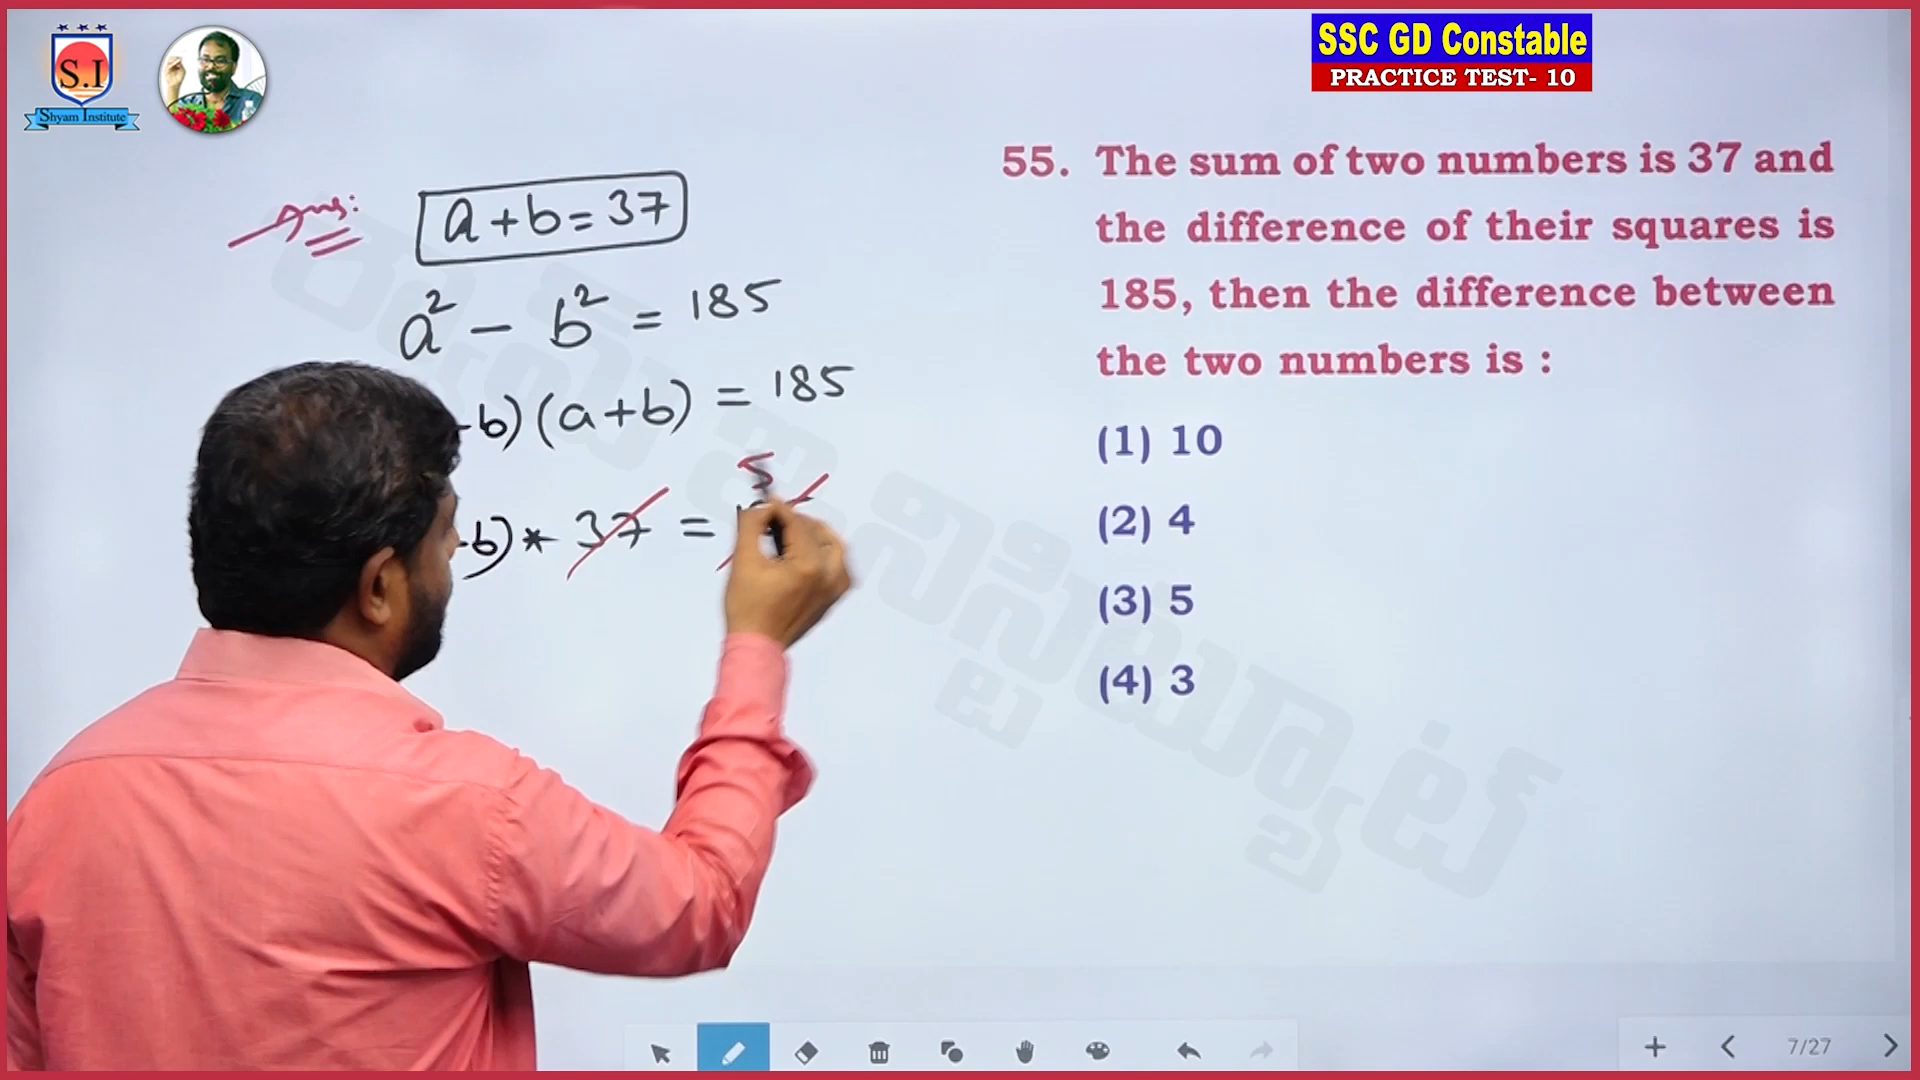 S.I
Shyam Institute
SSC GD Constable
PRACTICE TEST- 10
Ans:
a+b=37
a² - b² = 185
-b)(a+b) = 185
5
-b)* 37 =
55. The sum of two numbers is 37 and
the difference of their squares is
185, then the difference between
the two numbers is :
(1) 10
(2) 4
(3) 5
(4) 3
7/27